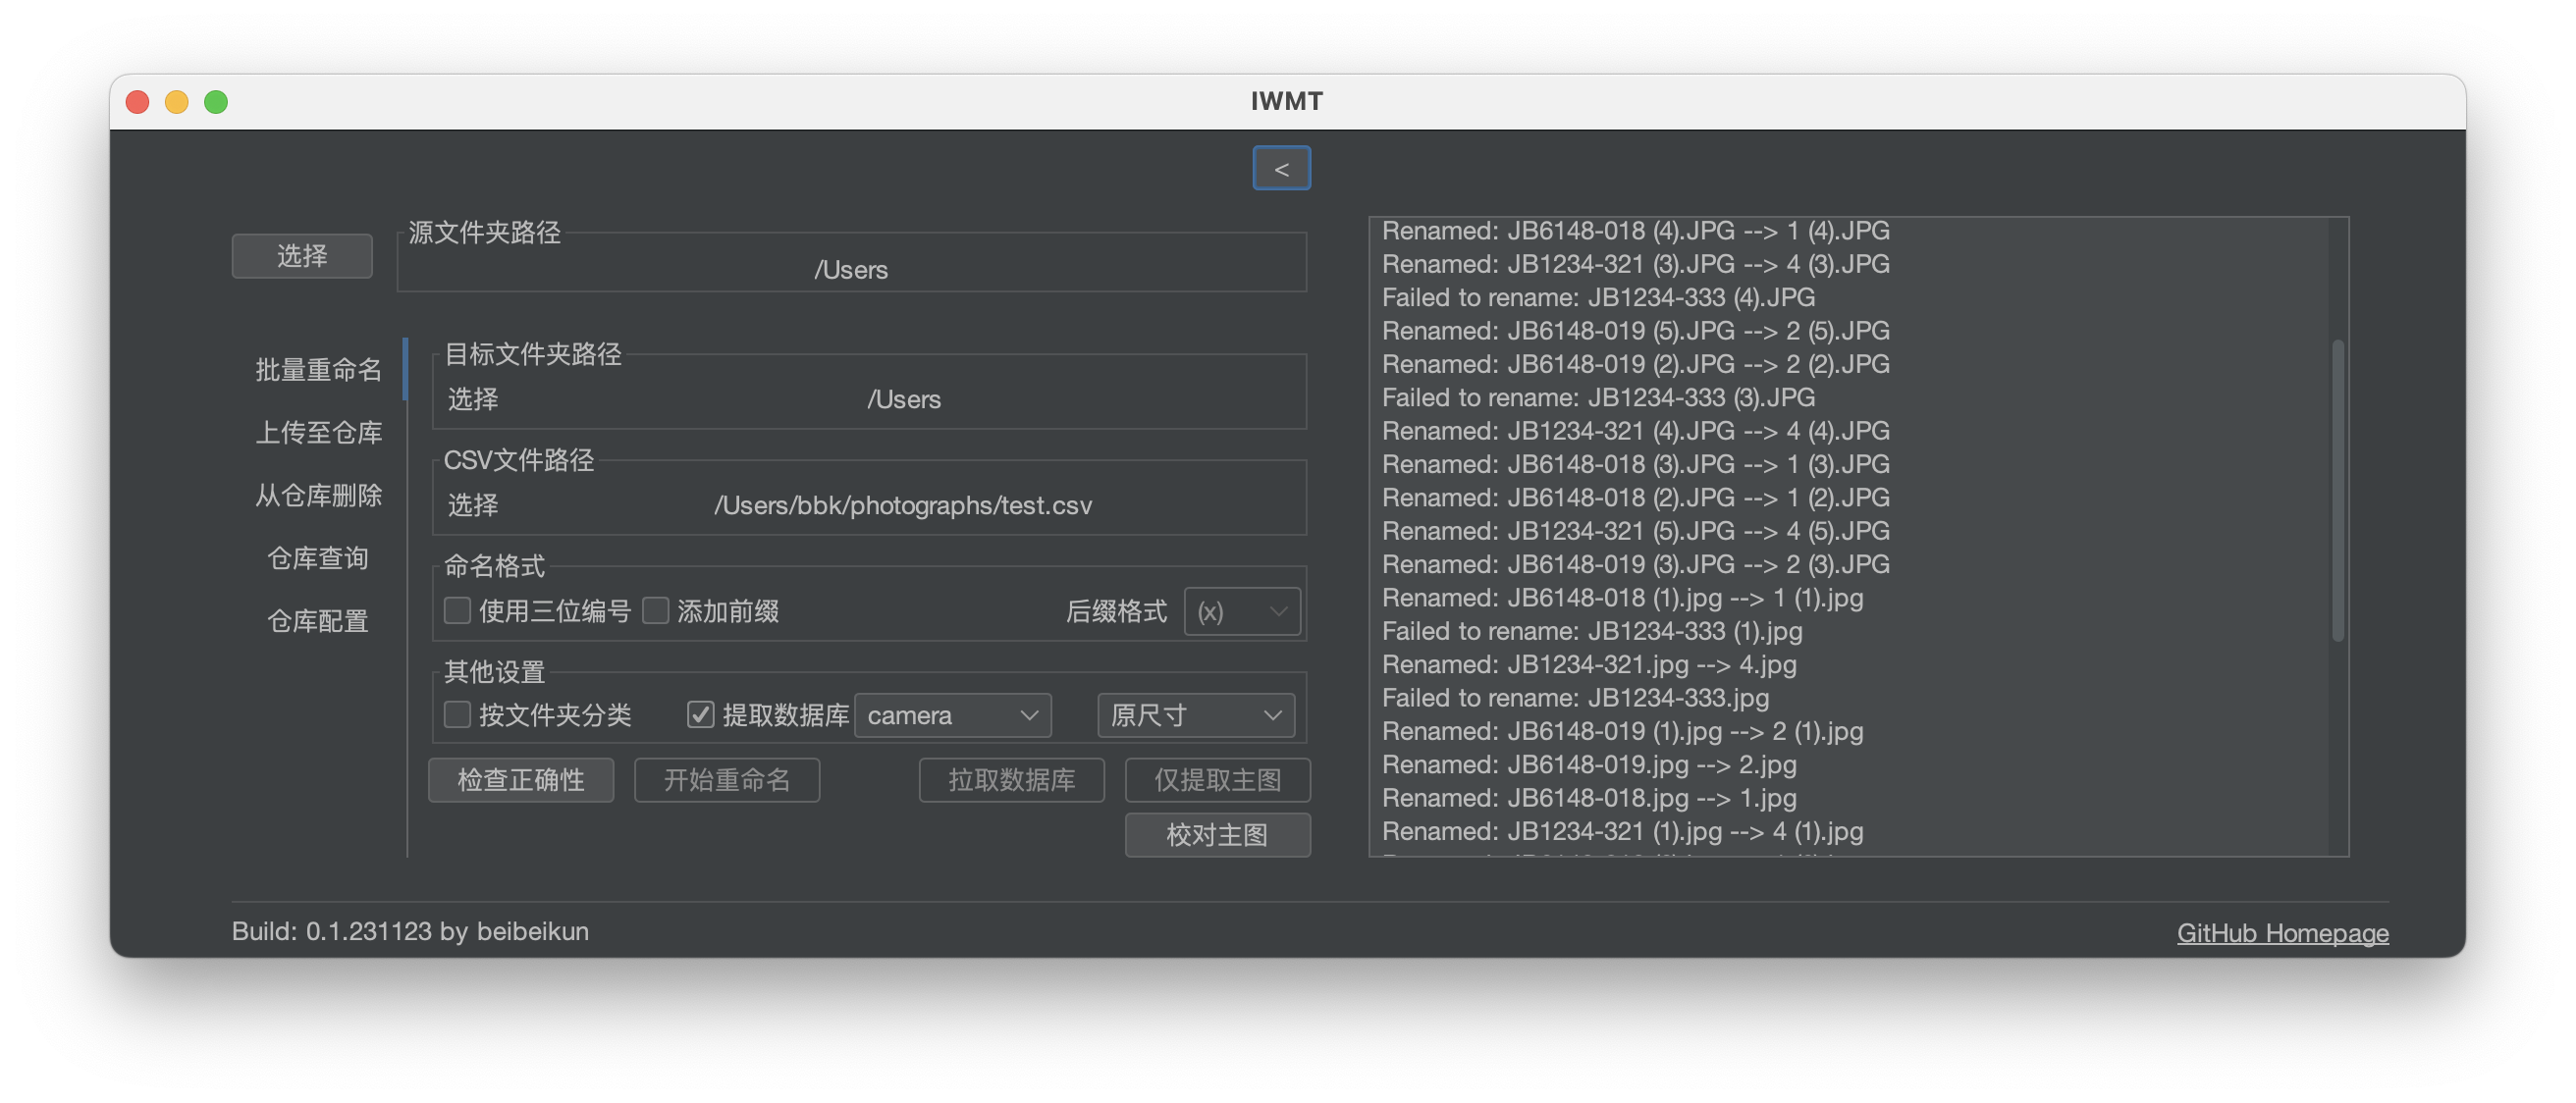 IWMT
<
选择
源文件夹路径
/Users
批量重命名
上传至仓库
从仓库删除
仓库查询
仓库配置
目标文件夹路径
选择 /Users
CSV文件路径
选择 /Users/bbk/photographs/test.csv
命名格式
使用三位编号 添加前缀 后缀格式 (x)
其他设置
按文件夹分类 提取数据库 camera 原尺寸
检查正确性 开始重命名 拉取数据库 仅提取主图
校对主图
Renamed: JB6148-018 (4).JPG --> 1 (4).JPG
Renamed: JB1234-321 (3).JPG --> 4 (3).JPG
Failed to rename: JB1234-333 (4).JPG
Renamed: JB6148-019 (5).JPG --> 2 (5).JPG
Renamed: JB6148-019 (2).JPG --> 2 (2).JPG
Failed to rename: JB1234-333 (3).JPG
Renamed: JB1234-321 (4).JPG --> 4 (4).JPG
Renamed: JB6148-018 (3).JPG --> 1 (3).JPG
Renamed: JB6148-018 (2).JPG --> 1 (2).JPG
Renamed: JB1234-321 (5).JPG --> 4 (5).JPG
Renamed: JB6148-019 (3).JPG --> 2 (3).JPG
Renamed: JB6148-018 (1).jpg --> 1 (1).jpg
Failed to rename: JB1234-333 (1).jpg
Renamed: JB1234-321.jpg --> 4.jpg
Failed to rename: JB1234-333.jpg
Renamed: JB6148-019 (1).jpg --> 2 (1).jpg
Renamed: JB6148-019.jpg --> 2.jpg
Renamed: JB6148-018.jpg --> 1.jpg
Renamed: JB1234-321 (1).jpg --> 4 (1).jpg
Build: 0.1.231123 by beibeikun
GitHub Homepage